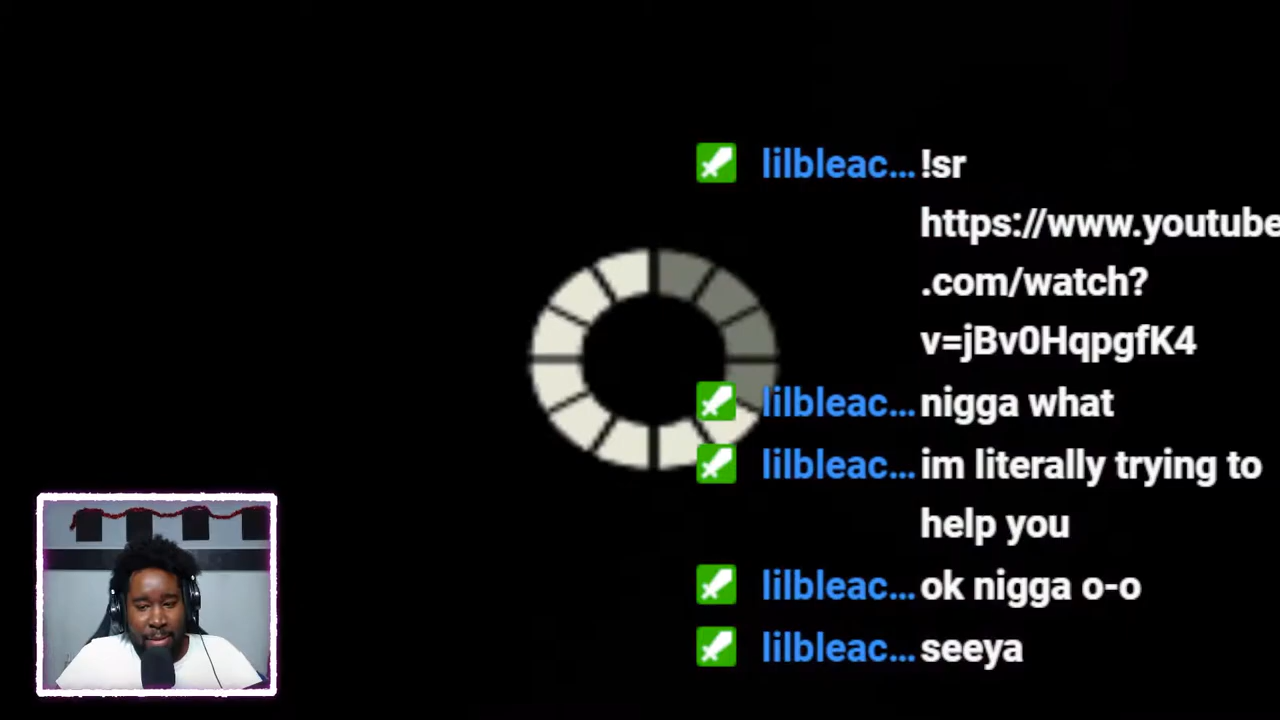 lilbleac... !sr
https://www.youtube
.com/watch?
v=jBv0HqpgfK4
lilbleac... nigga what
lilbleac... im literally trying to
help you
lilbleac... ok nigga o-o
lilbleac... seeya